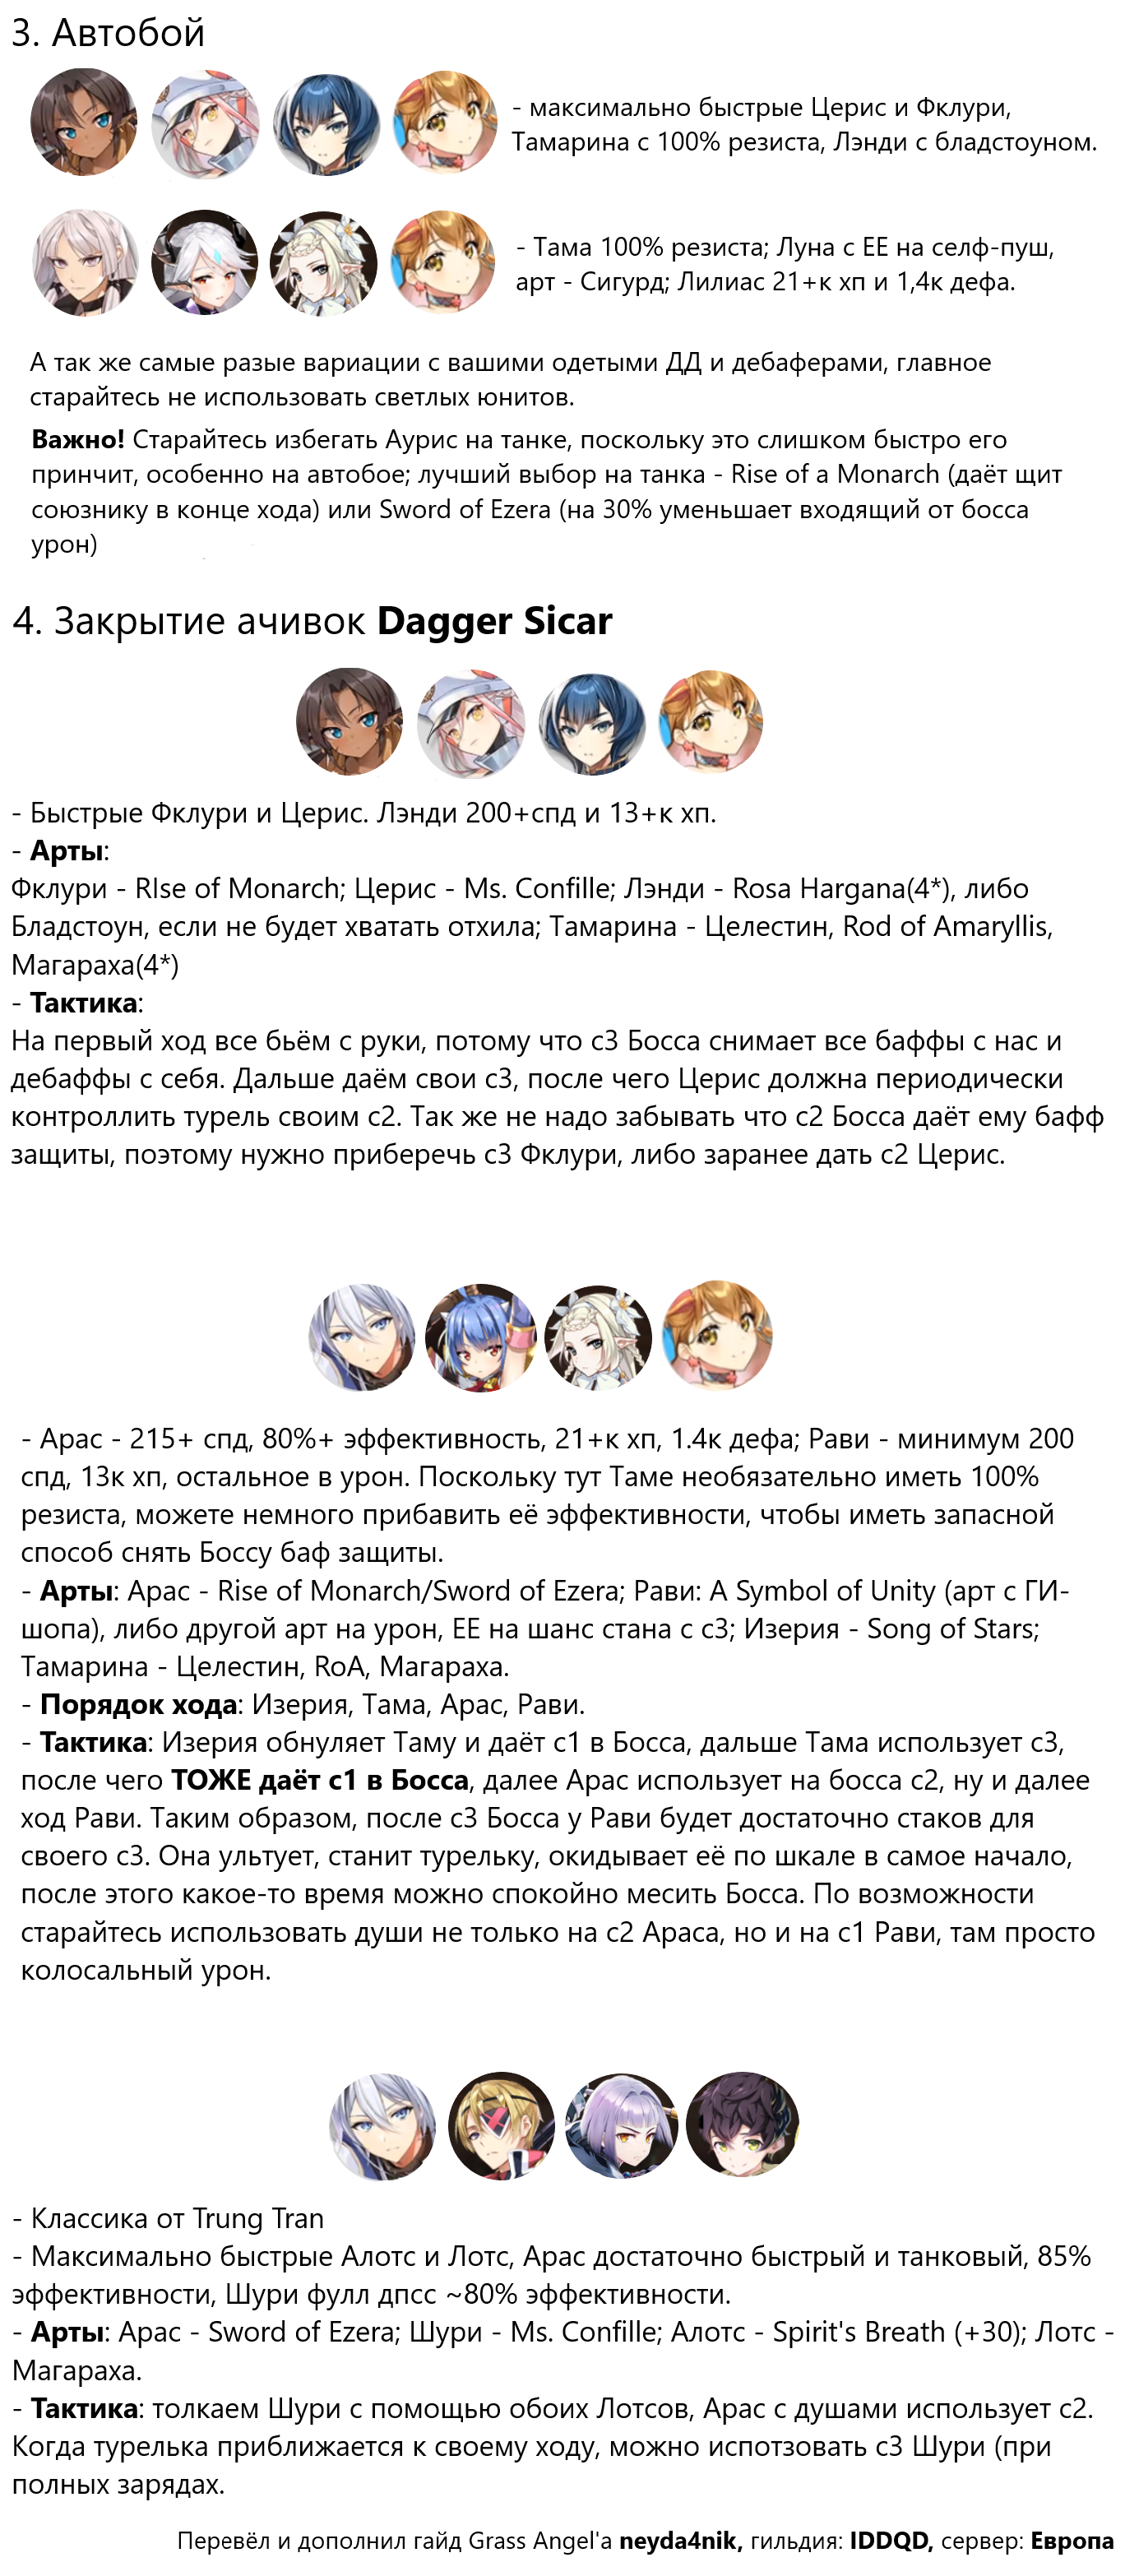 3. Автобой
- максимально быстрые Церис и Фклури,
Тамарина с 100% резиста, Лэнди с бладстоуном.
- Тама 100% резиста; Луна с ЕЕ на селф-пуш,
арт - Сигурд; Лилиас 21+к хп и 1,4к дефа.
А так же самые разые вариации с вашими одетыми ДД и дебаферами, главное
старайтесь не использовать светлых юнитов.
Важно! Старайтесь избегать Аурис на танке, поскольку это слишком быстро его
принчит, особенно на автобое; лучший выбор на танка - Rise of a Monarch (даёт щит
союзнику в конце хода) или Sword of Ezera (на 30% уменьшает входящий от босса
урон)
4. Закрытие ачивок Dagger Sicar
- Быстрые Фклури и Церис. Лэнди 200+спд и 13+к хп.
- Арты:
Фклури - RIse of Monarch; Церис - Ms. Confille; Лэнди - Rosa Hargana(4*), либо
Бладстоун, если не будет хватать отхила; Тамарина - Целестин, Rod of Amaryllis,
Магараха(4*)
- Тактика:
На первый ход все бьём с руки, потому что с3 Босса снимает все баффы с нас и
дебаффы с себя. Дальше даём свои с3, после чего Церис должна периодически
контроллить турель своим с2. Так же не надо забывать что с2 Босса даёт ему бафф
защиты, поэтому нужно приберечь с3 Фклури, либо заранее дать с2 Церис.
- Арас - 215+ спд, 80%+ эффективность, 21+к хп, 1.4к дефа; Рави - минимум 200
спд, 13к хп, остальное в урон. Поскольку тут Таме необязательно иметь 100%
резиста, можете немного прибавить её эффективности, чтобы иметь запасной
способ снять Боссу баф защиты.
- Арты: Арас - Rise of Monarch/Sword of Ezera; Рави: A Symbol of Unity (арт с ГИ-
шопа), либо другой арт на урон, ЕЕ на шанс стана с с3; Изерия - Song of Stars;
Тамарина - Целестин, RoA, Магараха.
- Порядок хода: Изерия, Тама, Арас, Рави.
- Тактика: Изерия обнуляет Таму и даёт с1 в Босса, дальше Тама использует с3,
после чего ТОЖЕ даёт с1 в Босса, далее Арас использует на босса с2, ну и далее
ход Рави. Таким образом, после с3 Босса у Рави будет достаточно стаков для
своего с3. Она ультует, станит турельку, окидывает её по шкале в самое начало,
после этого какое-то время можно спокойно месить Босса. По возможности
старайтесь использовать души не только на с2 Араса, но и на с1 Рави, там просто
колосальный урон.
- Классика от Trung Tran
- Максимально быстрые Алотс и Лотс, Арас достаточно быстрый и танковый, 85%
эффективности, Шури фулл дпсс ~80% эффективности.
- Арты: Арас - Sword of Ezera; Шури - Ms. Confille; Алотс - Spirit's Breath (+30); Лотс -
Магараха.
- Тактика: толкаем Шури с помощью обоих Лотсов, Арас с душами использует с2.
Когда турелька приближается к своему ходу, можно испотзовать с3 Шури (при
полных зарядах.
Перевёл и дополнил гайд Grass Angel'а neyda4nik, гильдия: IDDQD, сервер: Европа